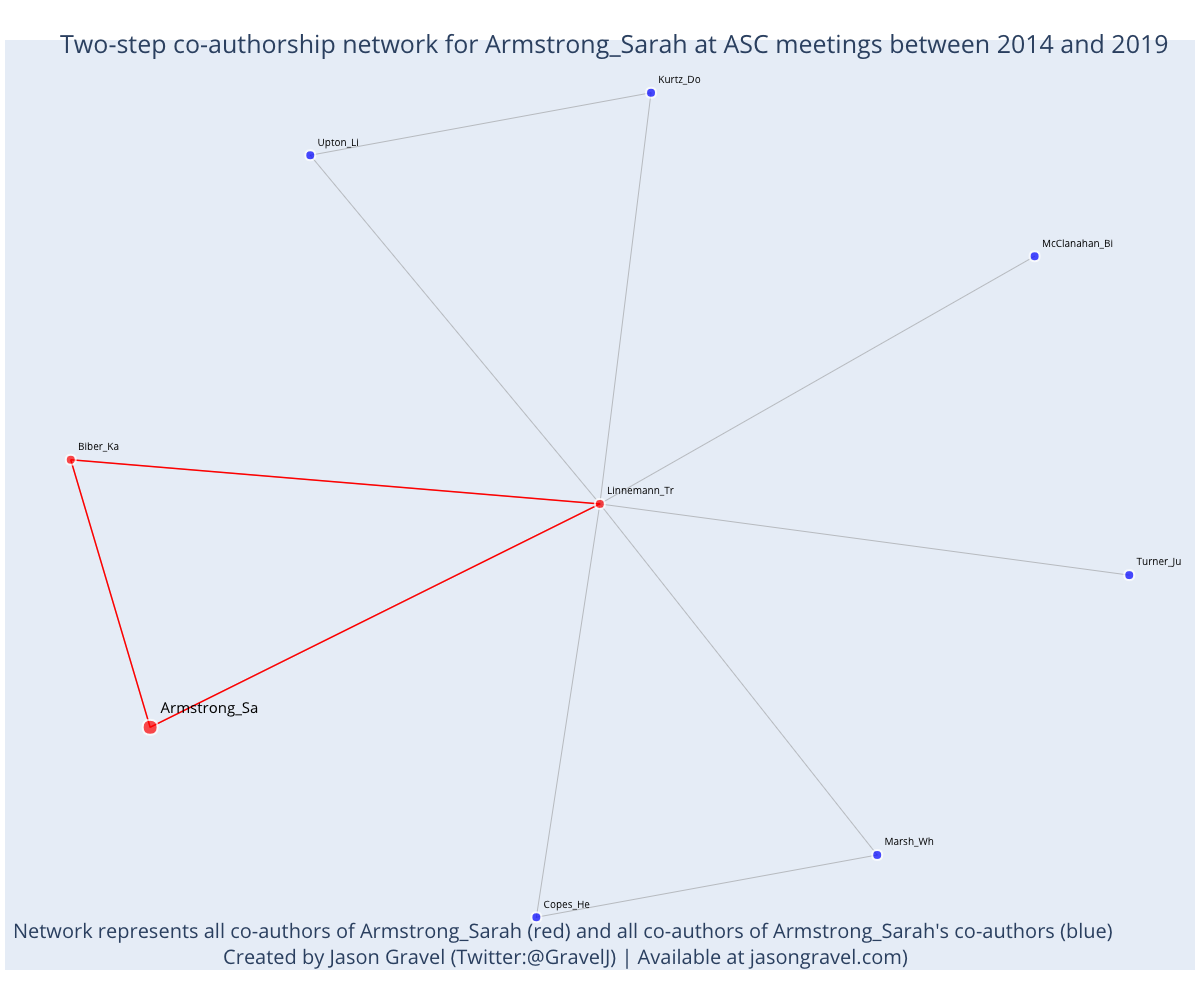 Two-step co-authorship network for Armstrong_Sarah at ASC meetings between 2014 and 2019
Kurtz_Do
Upton_Li
McClanahan_Bi
Biber_Ka
Linnemann_Tr
Turner_Ju
Armstrong_Sa
Marsh_Wh
Copes_He
Network represents all co-authors of Armstrong_Sarah (red) and all co-authors of Armstrong_Sarah's co-authors (blue)
Created by Jason Gravel (Twitter:@GravelJ) | Available at jasongravel.com)